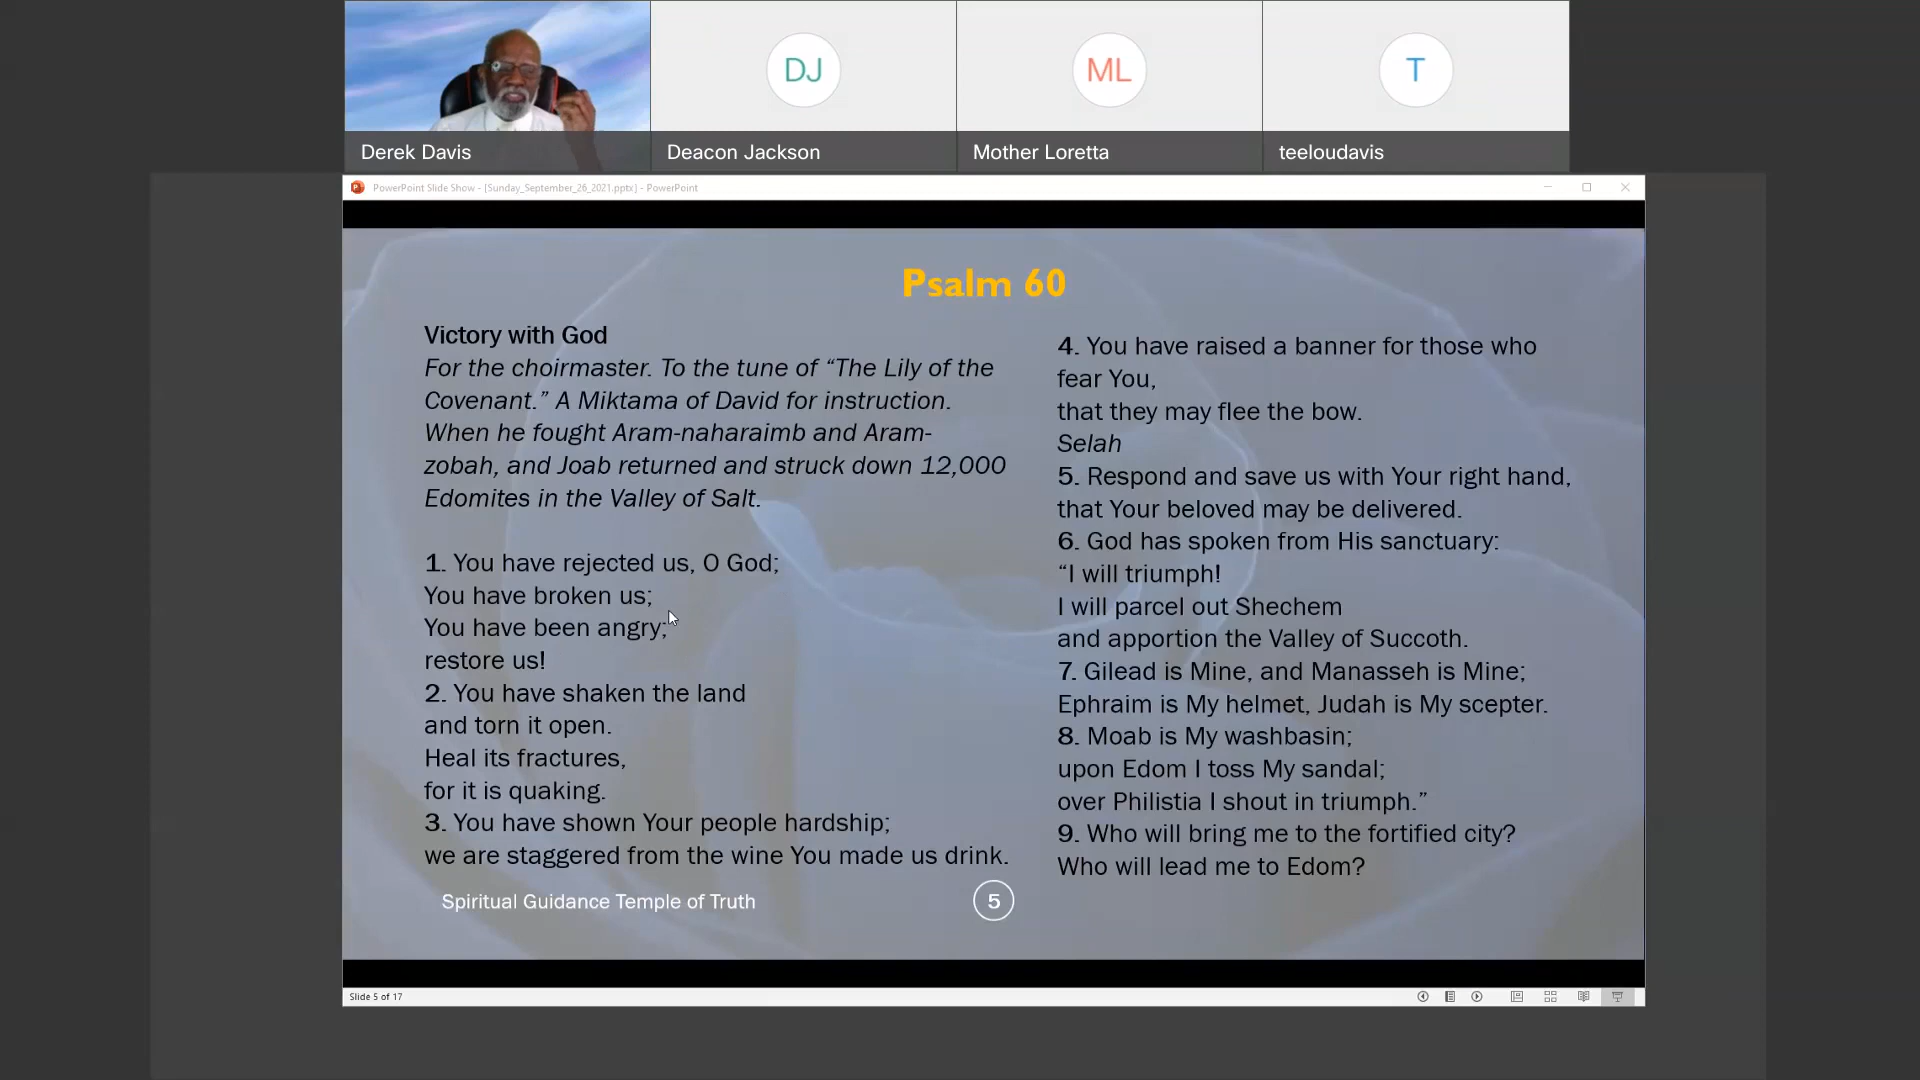 DJ
ML
T
Derek Davis
Deacon Jackson
Mother Loretta
teeloudavis
PowerPoint Slide Show - [Sunday_September_26_2021.pptx] - PowerPoint
Psalm 60
Victory with God
For the choirmaster. To the tune of “The Lily of the
Covenant.” A Miktama of David for instruction.
When he fought Aram-naharaimb and Aram-
zobah, and Joab returned and struck down 12,000
Edomites in the Valley of Salt.
1. You have rejected us, O God;
You have broken us;
You have been angry;
restore us!
2. You have shaken the land
and torn it open.
Heal its fractures,
for it is quaking.
3. You have shown Your people hardship;
we are staggered from the wine You made us drink.
4. You have raised a banner for those who
fear You,
that they may flee the bow.
Selah
5. Respond and save us with Your right hand,
that Your beloved may be delivered.
6. God has spoken from His sanctuary:
“I will triumph!
I will parcel out Shechem
and apportion the Valley of Succoth.
7. Gilead is Mine, and Manasseh is Mine;
Ephraim is My helmet, Judah is My scepter.
8. Moab is My washbasin;
upon Edom I toss My sandal;
over Philistia I shout in triumph.”
9. Who will bring me to the fortified city?
Who will lead me to Edom?
Spiritual Guidance Temple of Truth
5
Slide 5 of 17